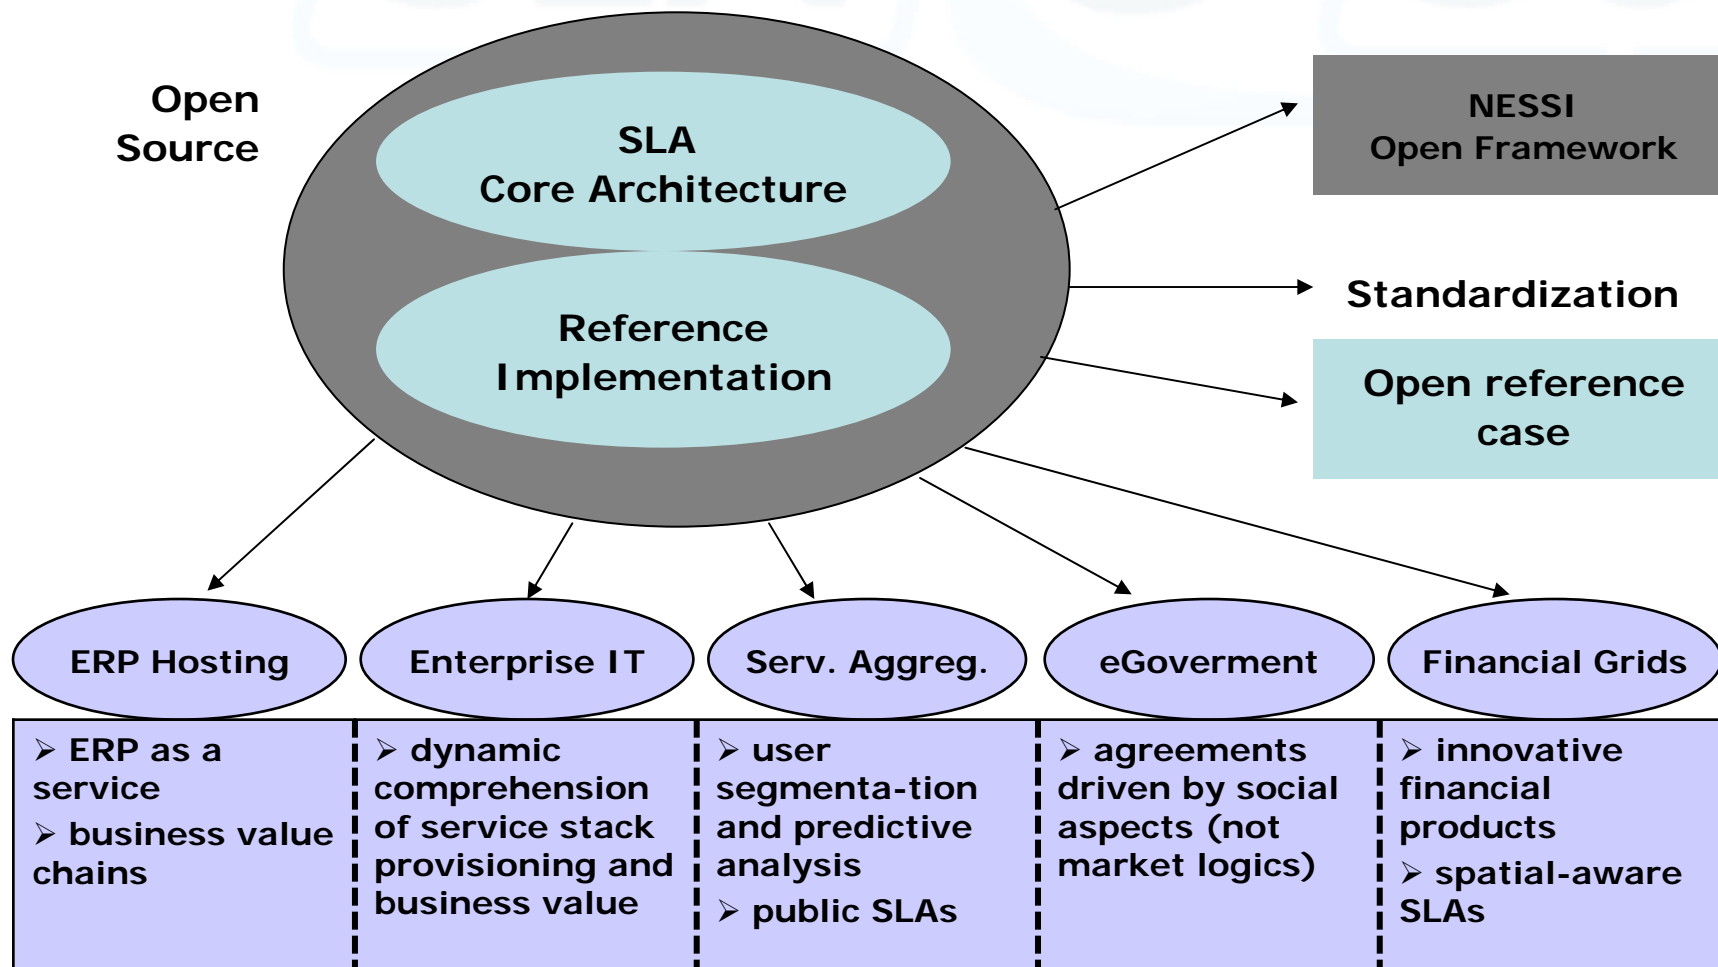 Open
Source
SLA
Core Architecture
Reference
Implementation
NESSI
Open Framework
Standardization
Open reference
case
ERP Hosting
Enterprise IT
Serv. Aggreg.
eGoverment
Financial Grids
➢ ERP as a
service
➢ business value
chains
➢ dynamic
comprehension
of service stack
provisioning and
business value
➢ user
segmenta-tion
and predictive
analysis
➢ public SLAs
➢ agreements
driven by social
aspects (not
market logics)
➢ innovative
financial
products
➢ spatial-aware
SLAs